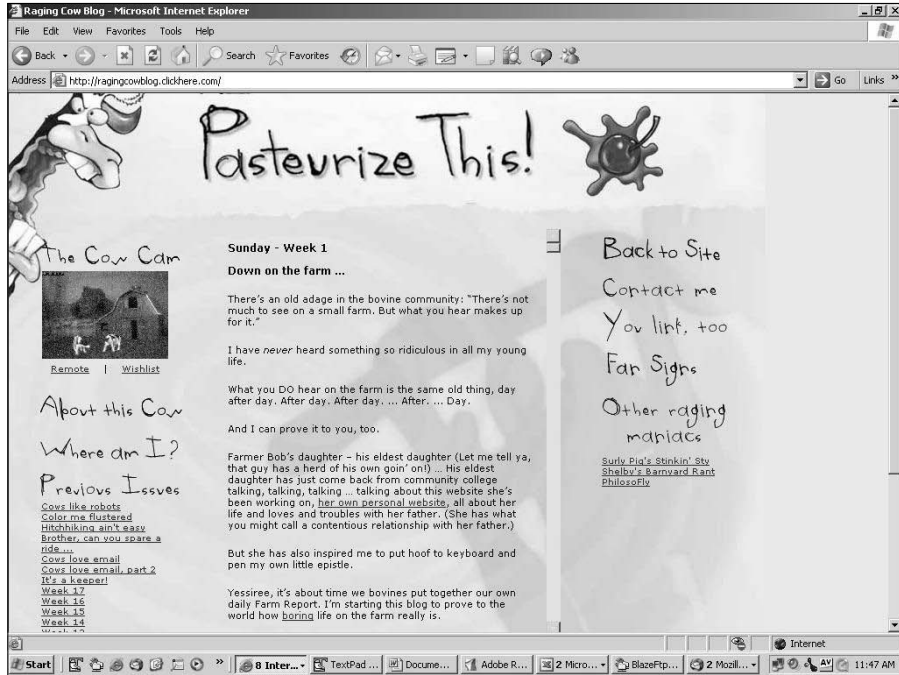 Raging Cow Blog - Microsoft Internet Explorer
File Edit View Favorites Tools Help
Back Search Favorites
Address http://ragingcowblog.clickhere.com/ Go Links »
Pasteurize This!
The Cow Cam
Remote | Wishlist
About this Cow
Where am I?
Previous Issues
Cows like robots
Color me flustered
Hitchhiking ain't easy
Brother, can you spare a
ride ...
Cows love email
Cows love email, part 2
It's a keeper!
Week 17
Week 16
Week 15
Week 14
Sunday - Week 1
Down on the farm ...
There's an old adage in the bovine community: "There's not
much to see on a small farm. But what you hear makes up
for it."
I have never heard something so ridiculous in all my young
life.
What you DO hear on the farm is the same old thing, day
after day. After day. After day. ... After. ... Day.
And I can prove it to you, too.
Farmer Bob's daughter – his eldest daughter (Let me tell ya,
that guy has a herd of his own goin' on!) ... His eldest
daughter has just come back from community college
talking, talking, talking ... talking about this website she's
been working on, her own personal website, all about her
life and loves and troubles with her father. (She has what
you might call a contentious relationship with her father.)
But she has also inspired me to put hoof to keyboard and
pen my own little epistle.
Yessiree, it's about time we bovines put together our own
daily Farm Report. I'm starting this blog to prove to the
world how boring life on the farm really is.
Back to Site
Contact me
You link, too
Fan Signs
Other raging
maniacs
Surly Pig's Stinkin' Sty
Shelby's Barnyard Rant
PhilosoFly
Internet
Start » 8 Inter... TextPad ... Docume... Adobe R... 2 Micro... BlazeFtp... 2 Mozill... AV 11:47 AM